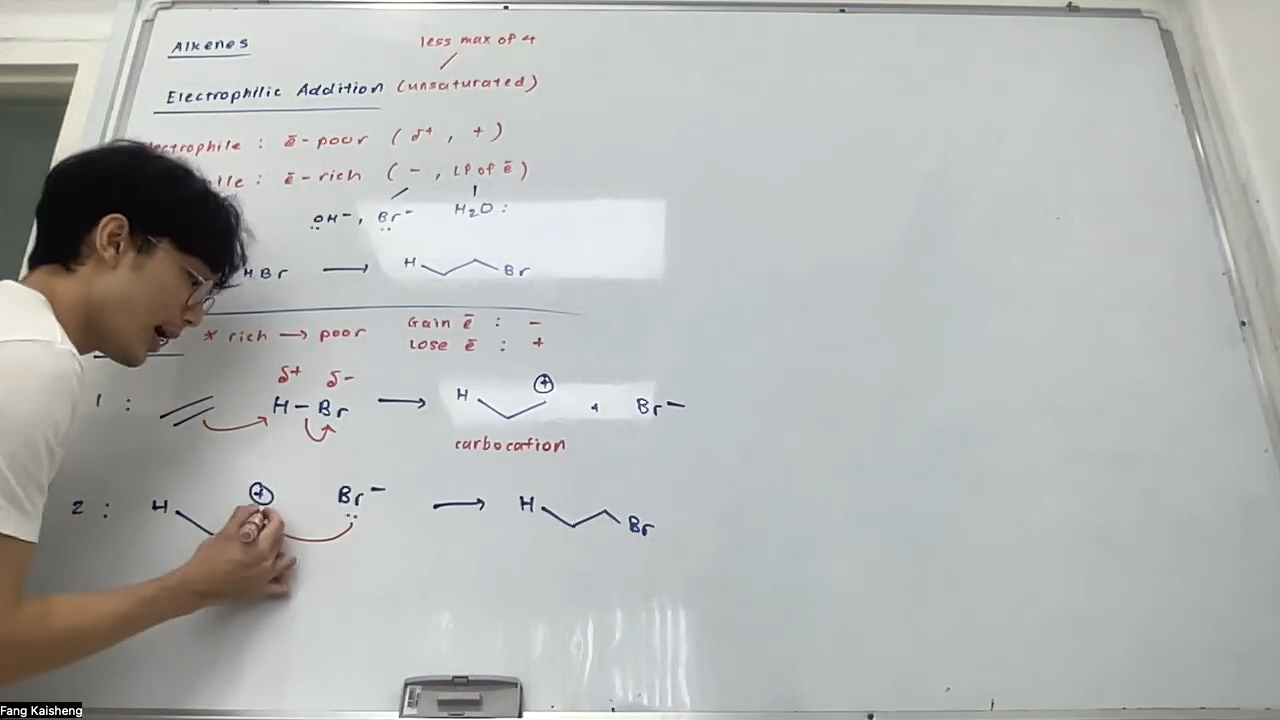 Alkenes
less max of 4
Electrophilic Addition (unsaturated)
ectrophile : ē-poor ( δ+ , + )
ile : ē-rich ( - , LP of ē )
OH⁻ , Br⁻ H₂O :
HBr ⟶ H Br
* rich → poor Gain ē : -
Lose ē : +
δ+ δ-
1 : H - Br ⟶ H + + Br⁻
carbocation
2 : H + Br⁻ ⟶ H Br
Fang Kaisheng